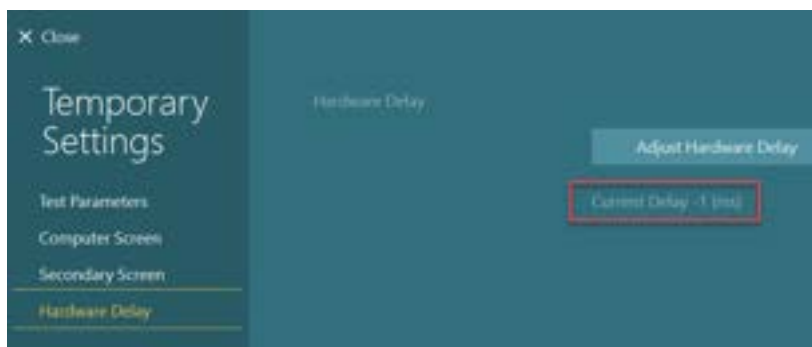 X Close
Temporary
Settings
Hardware Delay
Adjust Hardware Delay
Test Parameters
Current Delay -1 (ms)
Computer Screen
Secondary Screen
Hardware Delay